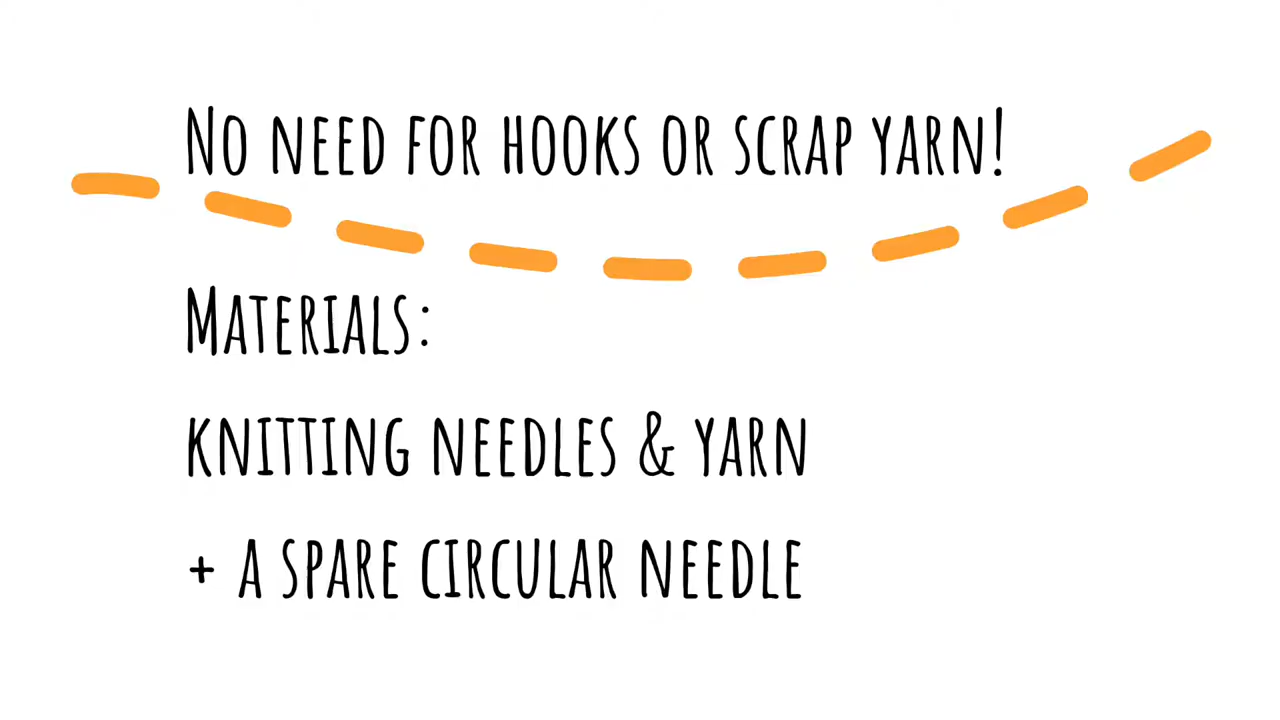 No need for hooks or scrap yarn!
Materials:
knitting needles & yarn
+ a spare circular needle